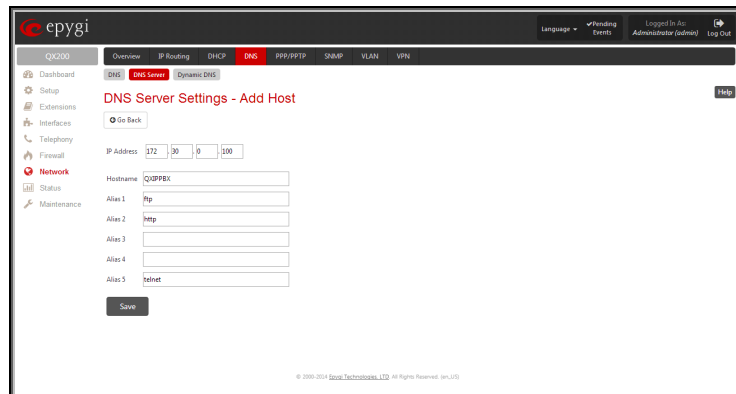 epygi
Language
Pending Events
Logged In As:
Administrator (admin)
Log Out
QX200
Overview IP Routing DHCP DNS PPP/PPTP SNMP VLAN VPN
Dashboard
Setup
Extensions
Interfaces
Telephony
Firewall
Network
Status
Maintenance
DNS DNS Server Dynamic DNS
DNS Server Settings - Add Host
Help
Go Back
IP Address 172 . 30 . 0 . 100
Hostname QXIPPBX
Alias 1 ftp
Alias 2 http
Alias 3
Alias 4
Alias 5 telnet
Save
© 2000-2014 Epygi Technologies, LTD. All Rights Reserved. (en_US)